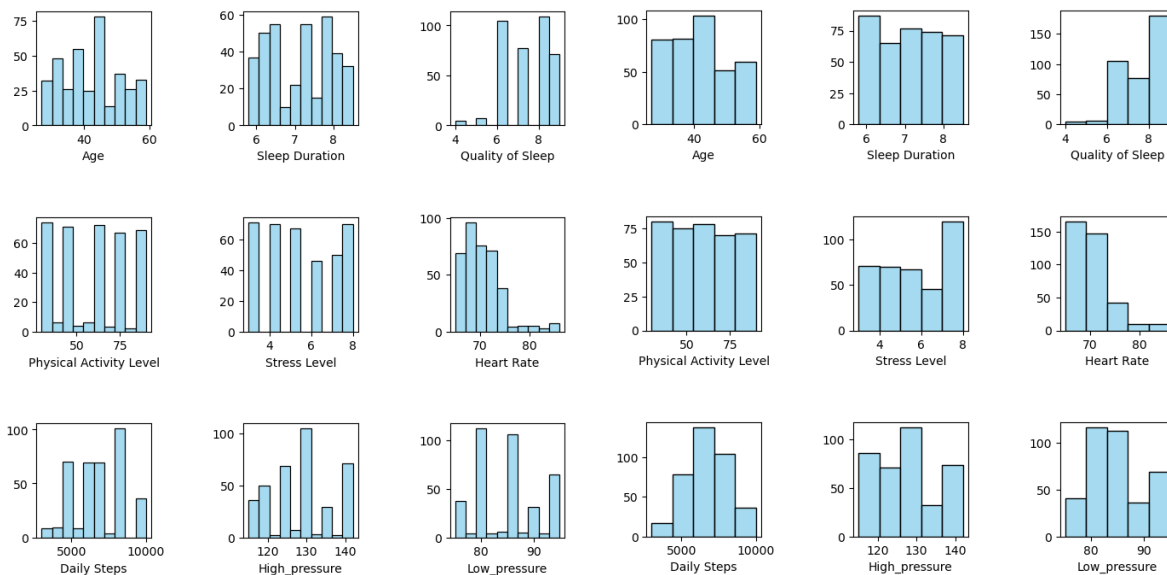 75
50
25
0
40 60
Age
60
40
20
0
6 7 8
Sleep Duration
100
75
50
25
0
4 6 8
Quality of Sleep
100
50
0
40 60
Age
75
50
25
0
6 7 8
Sleep Duration
150
100
50
0
4 6 8
Quality of Sleep
60
40
20
0
50 75
Physical Activity Level
60
40
20
0
4 6 8
Stress Level
100
50
0
70 80
Heart Rate
75
50
25
0
50 75
Physical Activity Level
100
50
0
4 6 8
Stress Level
150
100
50
0
70 80
Heart Rate
100
50
0
5000 10000
Daily Steps
100
50
0
120 130 140
High_pressure
100
50
0
80 90
Low_pressure
100
50
0
5000 10000
Daily Steps
100
50
0
120 130 140
High_pressure
100
50
0
80 90
Low_pressure